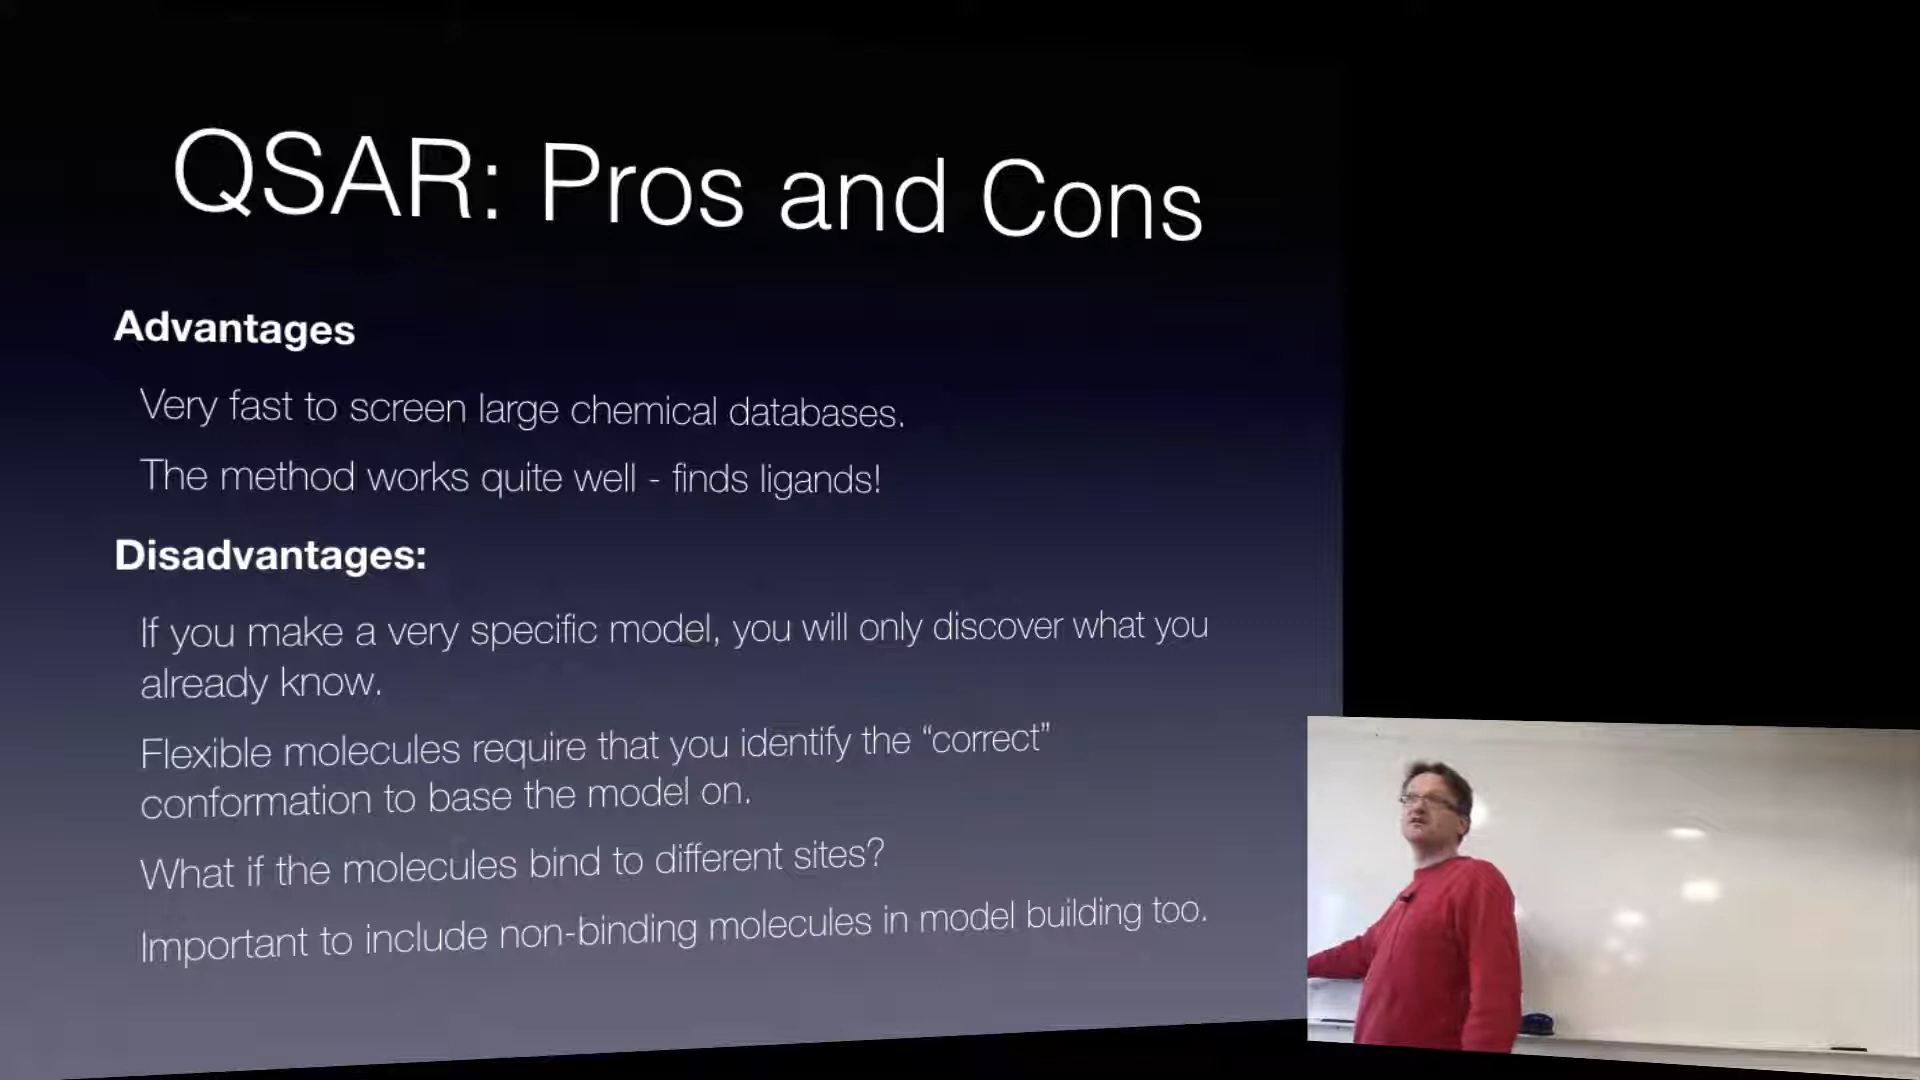 QSAR: Pros and Cons
Advantages
Very fast to screen large chemical databases.
The method works quite well - finds ligands!
Disadvantages:
If you make a very specific model, you will only discover what you
already know.
Flexible molecules require that you identify the “correct”
conformation to base the model on.
What if the molecules bind to different sites?
Important to include non-binding molecules in model building too.